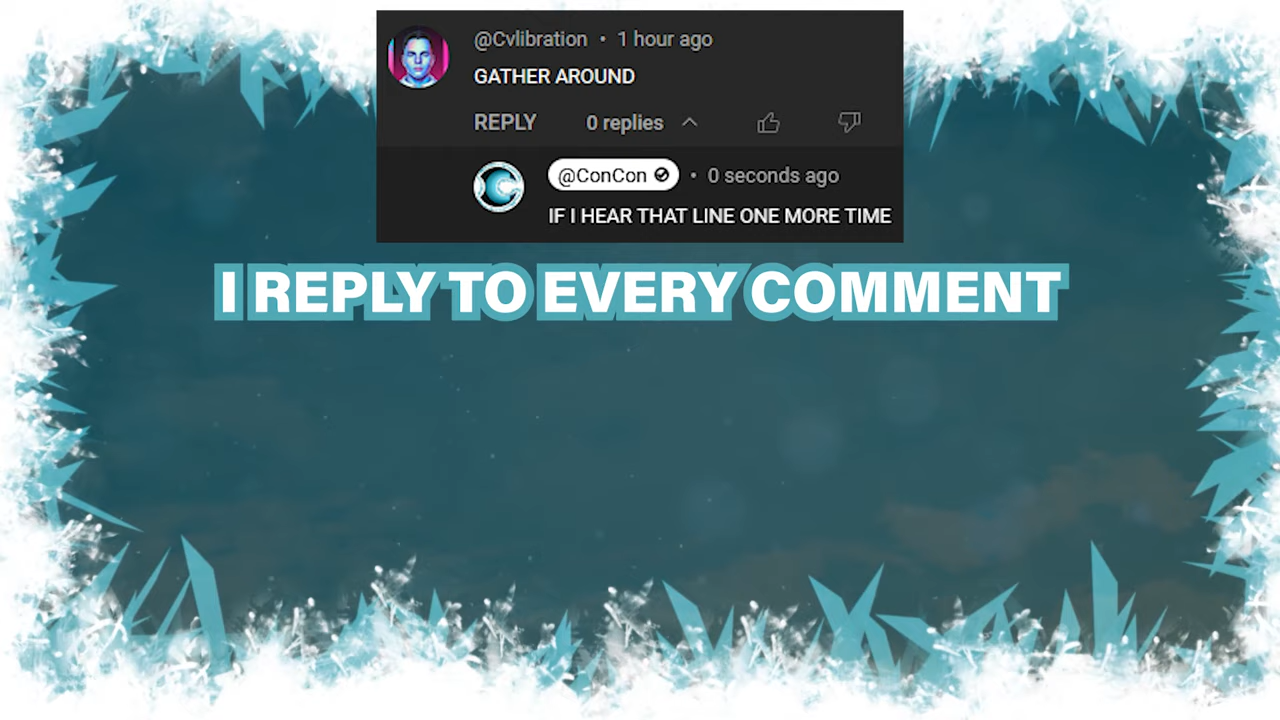 @Cvlibration • 1 hour ago
GATHER AROUND
REPLY 0 replies
@ConCon • 0 seconds ago
IF I HEAR THAT LINE ONE MORE TIME
I REPLY TO EVERY COMMENT